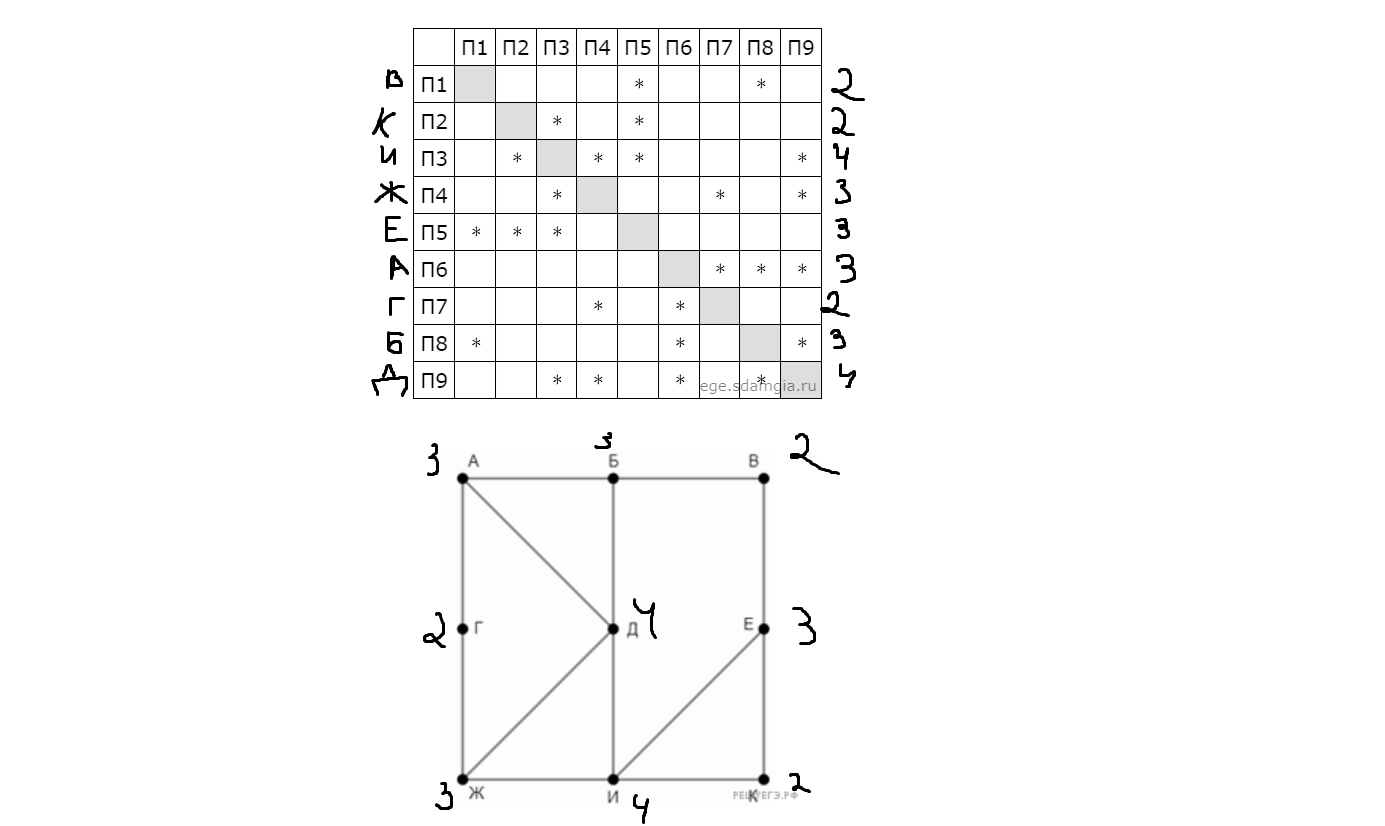 П1 П2 П3 П4 П5 П6 П7 П8 П9
В П1 * * 2
К П2 * * 2
И П3 * * * * 4
Ж П4 * * * 3
Е П5 * * * 3
А П6 * * * 3
Г П7 * * 2
Б П8 * * * 3
Д П9 * * * * 4
ege.sdamgia.ru
3 А 3 Б В 2
2 Г Д 4 Е 3
3 Ж И 4 К 2
РЕШУЕГЭ.РФ